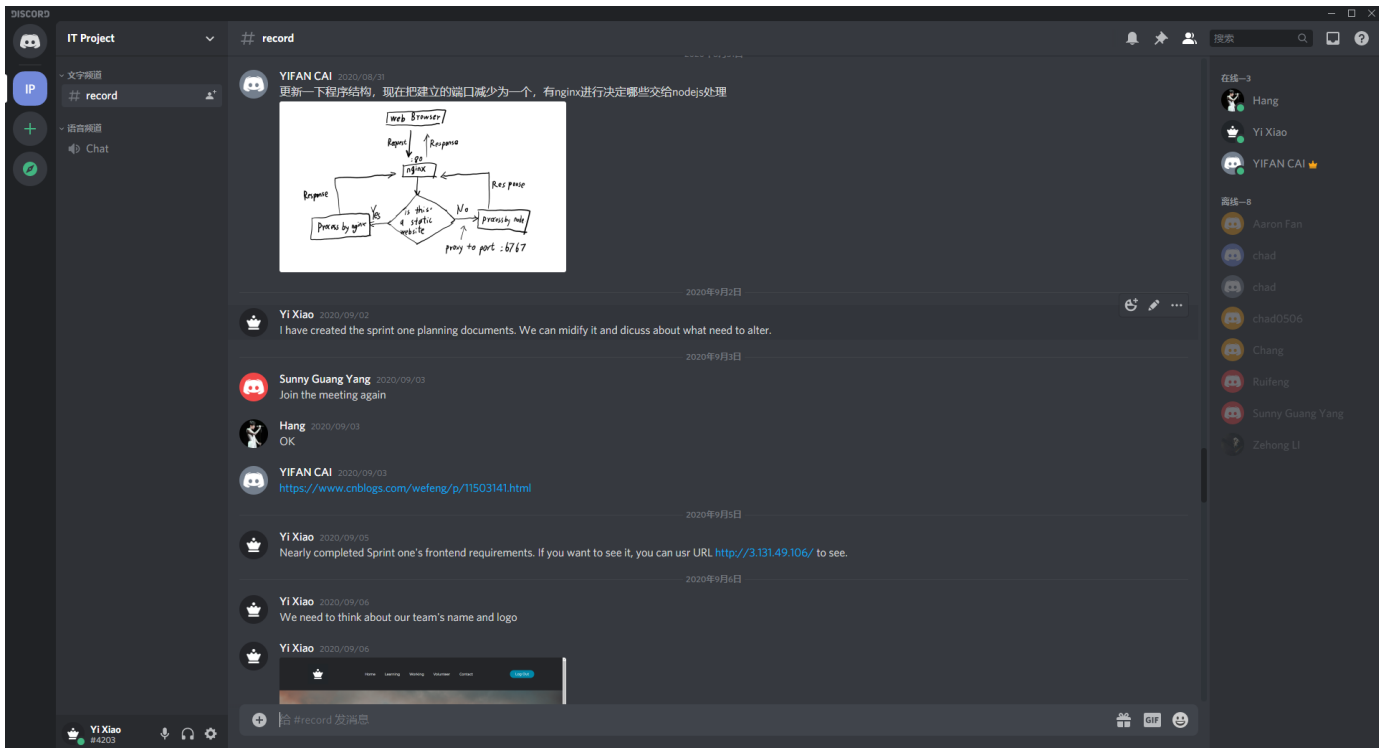 DISCORD
IT Project
# record
搜索
文字频道
# record
语音频道
Chat
IP
YIFAN CAI 2020/08/31
更新一下程序结构，现在把建立的端口减少为一个，有nginx进行决定哪些交给nodejs处理
Web Browser
Request
Response
:80
nginx
Response
Response
is this a static website
Yes
No
Process by nginx
process by node
proxy to port :6767
2020年9月2日
Yi Xiao 2020/09/02
I have created the sprint one planning documents. We can midify it and dicuss about what need to alter.
2020年9月3日
Sunny Guang Yang 2020/09/03
Join the meeting again
Hang 2020/09/03
OK
YIFAN CAI 2020/09/03
https://www.cnblogs.com/wefeng/p/11503141.html
2020年9月5日
Yi Xiao 2020/09/05
Nearly completed Sprint one's frontend requirements. If you want to see it, you can usr URL http://3.131.49.106/ to see.
2020年9月6日
Yi Xiao 2020/09/06
We need to think about our team's name and logo
Yi Xiao 2020/09/06
Home Learning Working Volunteer Contact Log Out
给 #record 发消息
GIF
Yi Xiao
#4203
在线—3
Hang
Yi Xiao
YIFAN CAI
离线—8
Aaron Fan
chad
chad
chad0506
Chang
Ruifeng
Sunny Guang Yang
Zehong LI